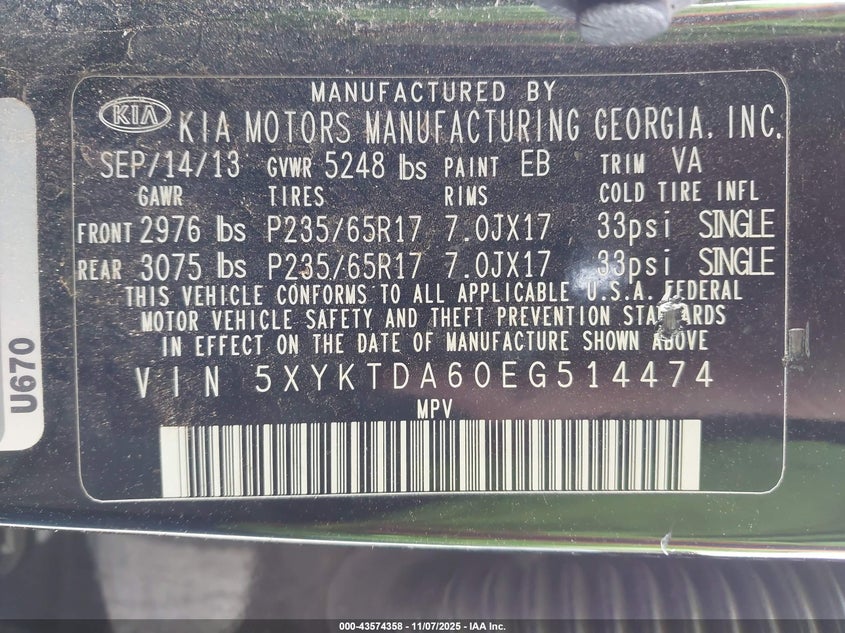 MANUFACTURED BY
KIA KIA MOTORS MANUFACTURING GEORGIA, INC.
SEP/14/13 GVWR 5248 lbs PAINT EB TRIM VA
GAWR TIRES RIMS COLD TIRE INFL
FRONT 2976 lbs P235/65R17 7.0JX17 33psi SINGLE
REAR 3075 lbs P235/65R17 7.0JX17 33psi SINGLE
THIS VEHICLE CONFORMS TO ALL APPLICABLE U.S.A. FEDERAL
MOTOR VEHICLE SAFETY AND THEFT PREVENTION STANDARDS
IN EFFECT ON THE DATE OF MANUFACTURE SHOWN ABOVE
VIN 5XYKTDA60EG514474
MPV
U670
000-43574358 - 11/07/2025 - IAA Inc.